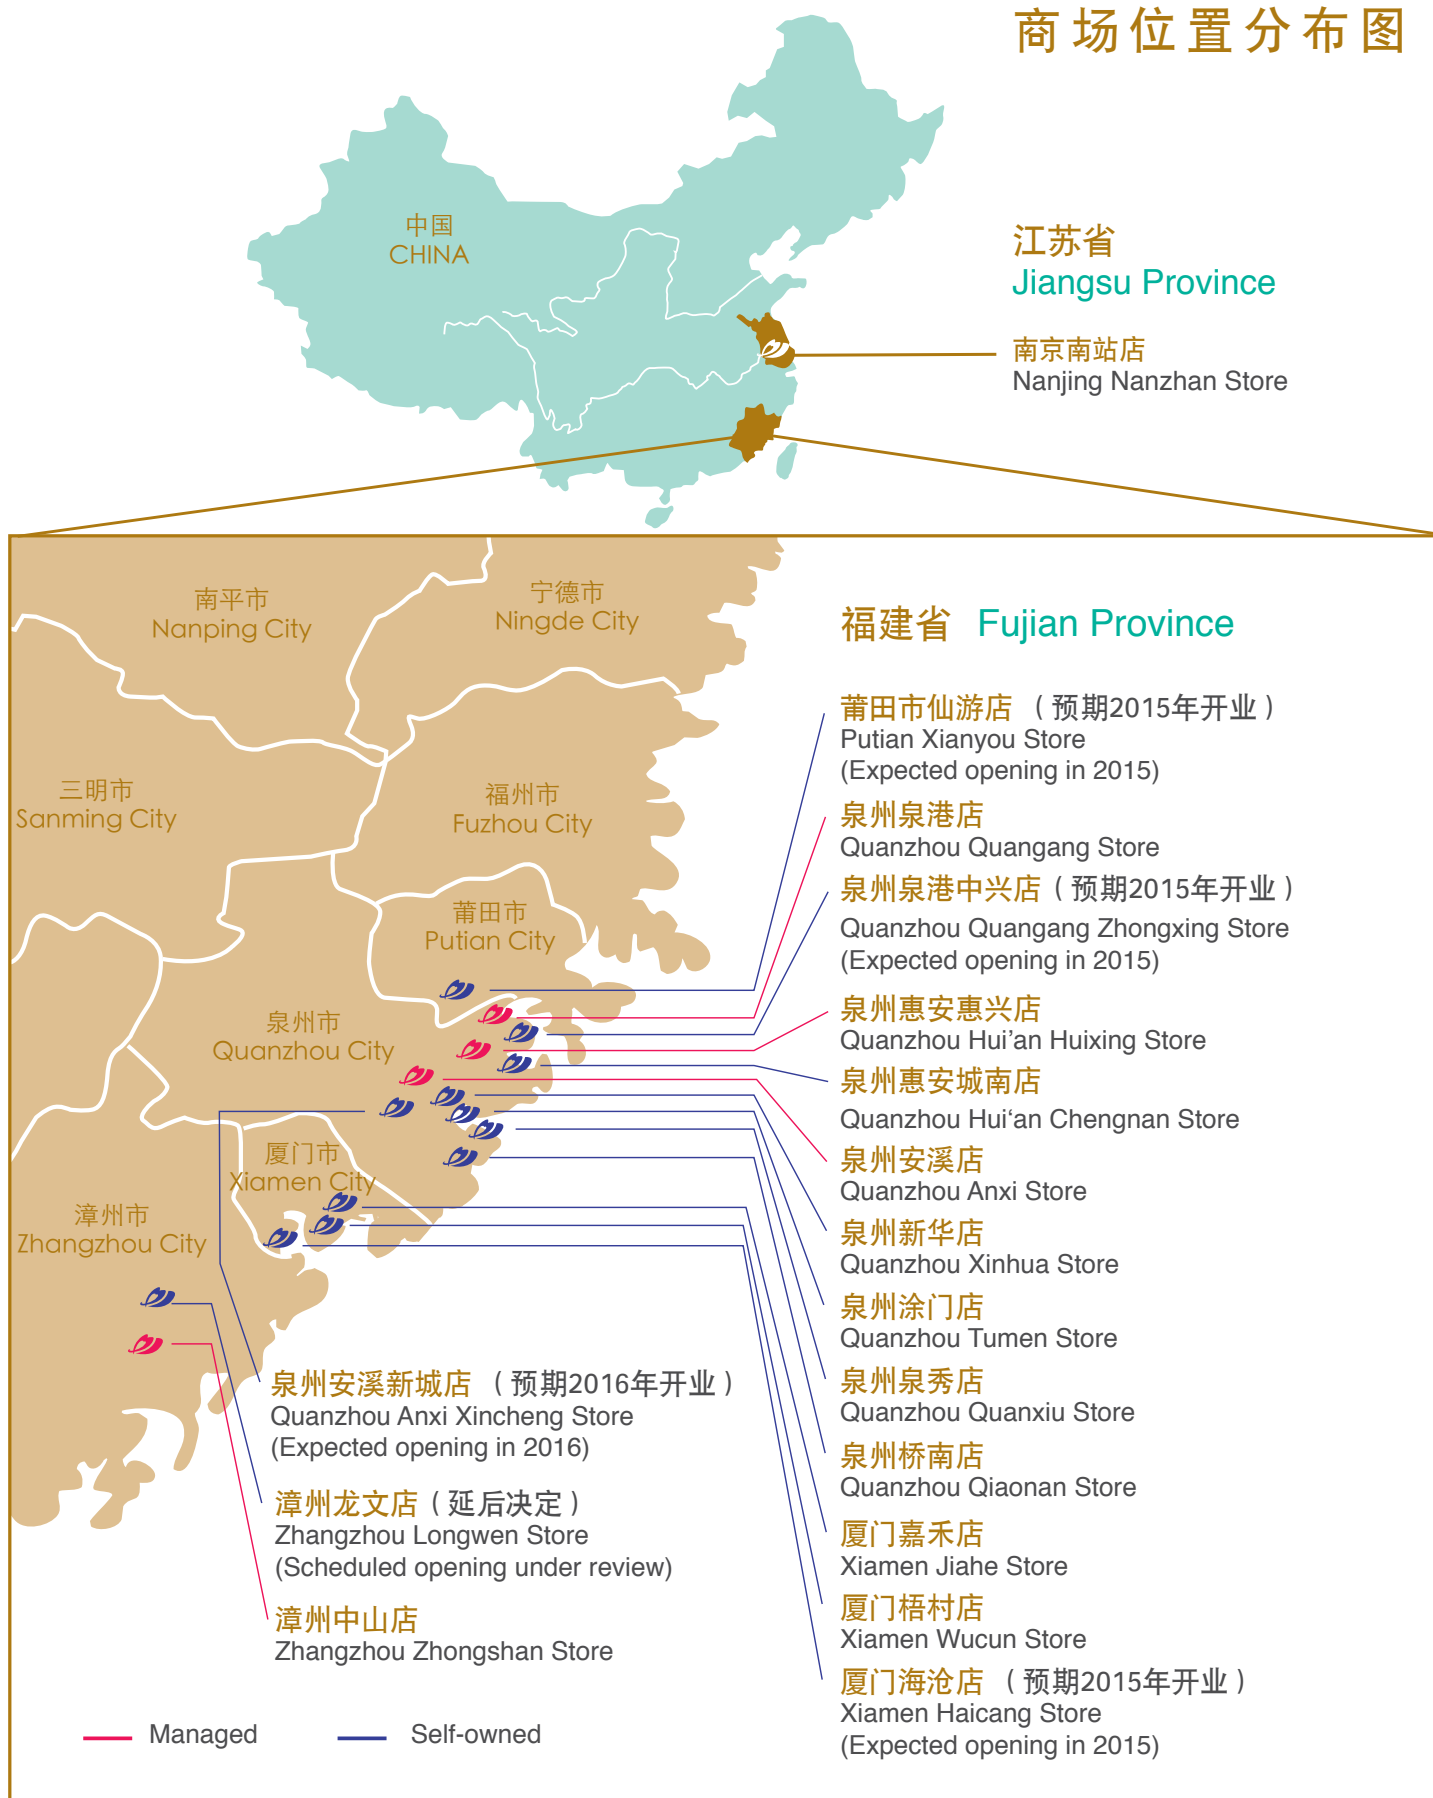 商场位置分布图
中国
CHINA
江苏省
Jiangsu Province
南京南站店
Nanjing Nanzhan Store
南平市
Nanping City
宁德市
Ningde City
三明市
Sanming City
福州市
Fuzhou City
莆田市
Putian City
泉州市
Quanzhou City
厦门市
Xiamen City
漳州市
Zhangzhou City
福建省 Fujian Province
莆田市仙游店 （预期2015年开业）
Putian Xianyou Store
(Expected opening in 2015)
泉州泉港店
Quanzhou Quangang Store
泉州泉港中兴店（预期2015年开业）
Quanzhou Quangang Zhongxing Store
(Expected opening in 2015)
泉州惠安惠兴店
Quanzhou Hui’an Huixing Store
泉州惠安城南店
Quanzhou Hui‘an Chengnan Store
泉州安溪店
Quanzhou Anxi Store
泉州新华店
Quanzhou Xinhua Store
泉州涂门店
Quanzhou Tumen Store
泉州泉秀店
Quanzhou Quanxiu Store
泉州桥南店
Quanzhou Qiaonan Store
厦门嘉禾店
Xiamen Jiahe Store
厦门梧村店
Xiamen Wucun Store
厦门海沧店 （预期2015年开业）
Xiamen Haicang Store
(Expected opening in 2015)
泉州安溪新城店 （预期2016年开业）
Quanzhou Anxi Xincheng Store
(Expected opening in 2016)
漳州龙文店（延后决定）
Zhangzhou Longwen Store
(Scheduled opening under review)
漳州中山店
Zhangzhou Zhongshan Store
Managed
Self-owned